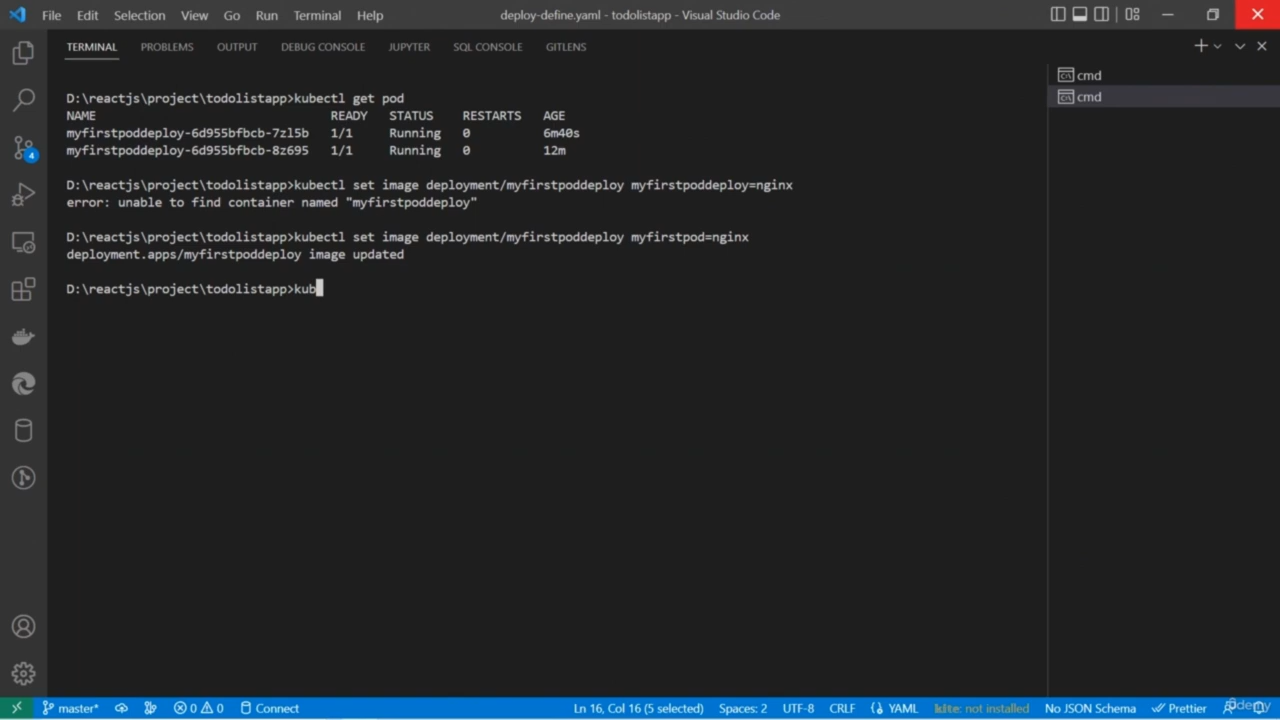 File Edit Selection View Go Run Terminal Help deploy-define.yaml - todolistapp - Visual Studio Code
TERMINAL PROBLEMS OUTPUT DEBUG CONSOLE JUPYTER SQL CONSOLE GITLENS
cmd
cmd
D:\reactjs\project\todolistapp>kubectl get pod
NAME READY STATUS RESTARTS AGE
myfirstpoddeploy-6d955bfbcb-7zl5b 1/1 Running 0 6m40s
myfirstpoddeploy-6d955bfbcb-8z695 1/1 Running 0 12m
D:\reactjs\project\todolistapp>kubectl set image deployment/myfirstpoddeploy myfirstpoddeploy=nginx
error: unable to find container named "myfirstpoddeploy"
D:\reactjs\project\todolistapp>kubectl set image deployment/myfirstpoddeploy myfirstpod=nginx
deployment.apps/myfirstpoddeploy image updated
D:\reactjs\project\todolistapp>kub
4
master* 0 0 Connect Ln 16, Col 16 (5 selected) Spaces: 2 UTF-8 CRLF YAML not installed No JSON Schema Prettier
Udemy